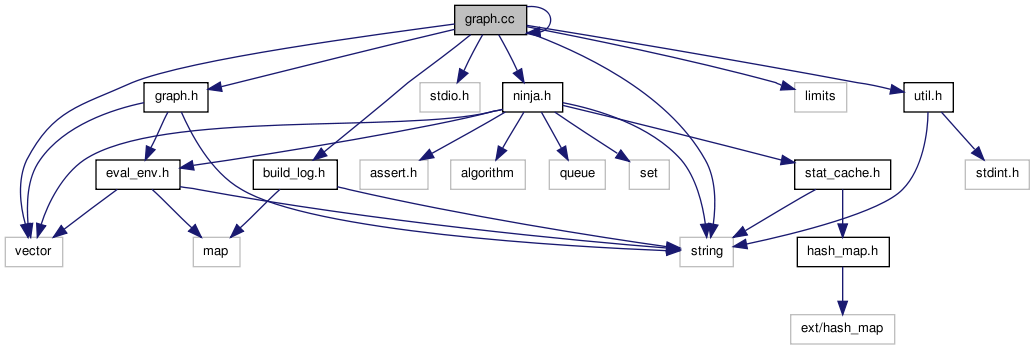 graph.cc
graph.h
stdio.h
ninja.h
limits
util.h
eval_env.h
build_log.h
assert.h
algorithm
queue
set
stat_cache.h
stdint.h
vector
map
string
hash_map.h
ext/hash_map